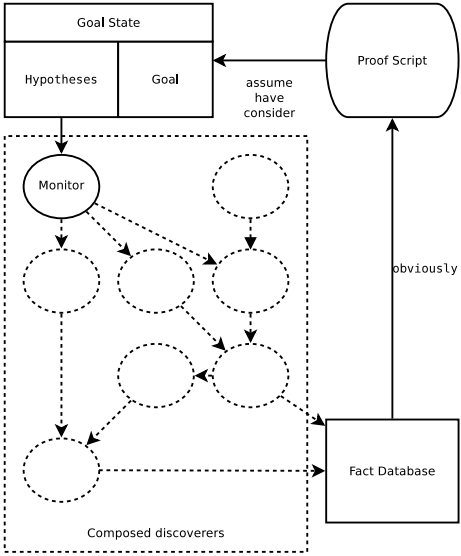 Goal State
Hypotheses
Goal
Proof Script
assume
have
consider
Monitor
obviously
Fact Database
Composed discoverers